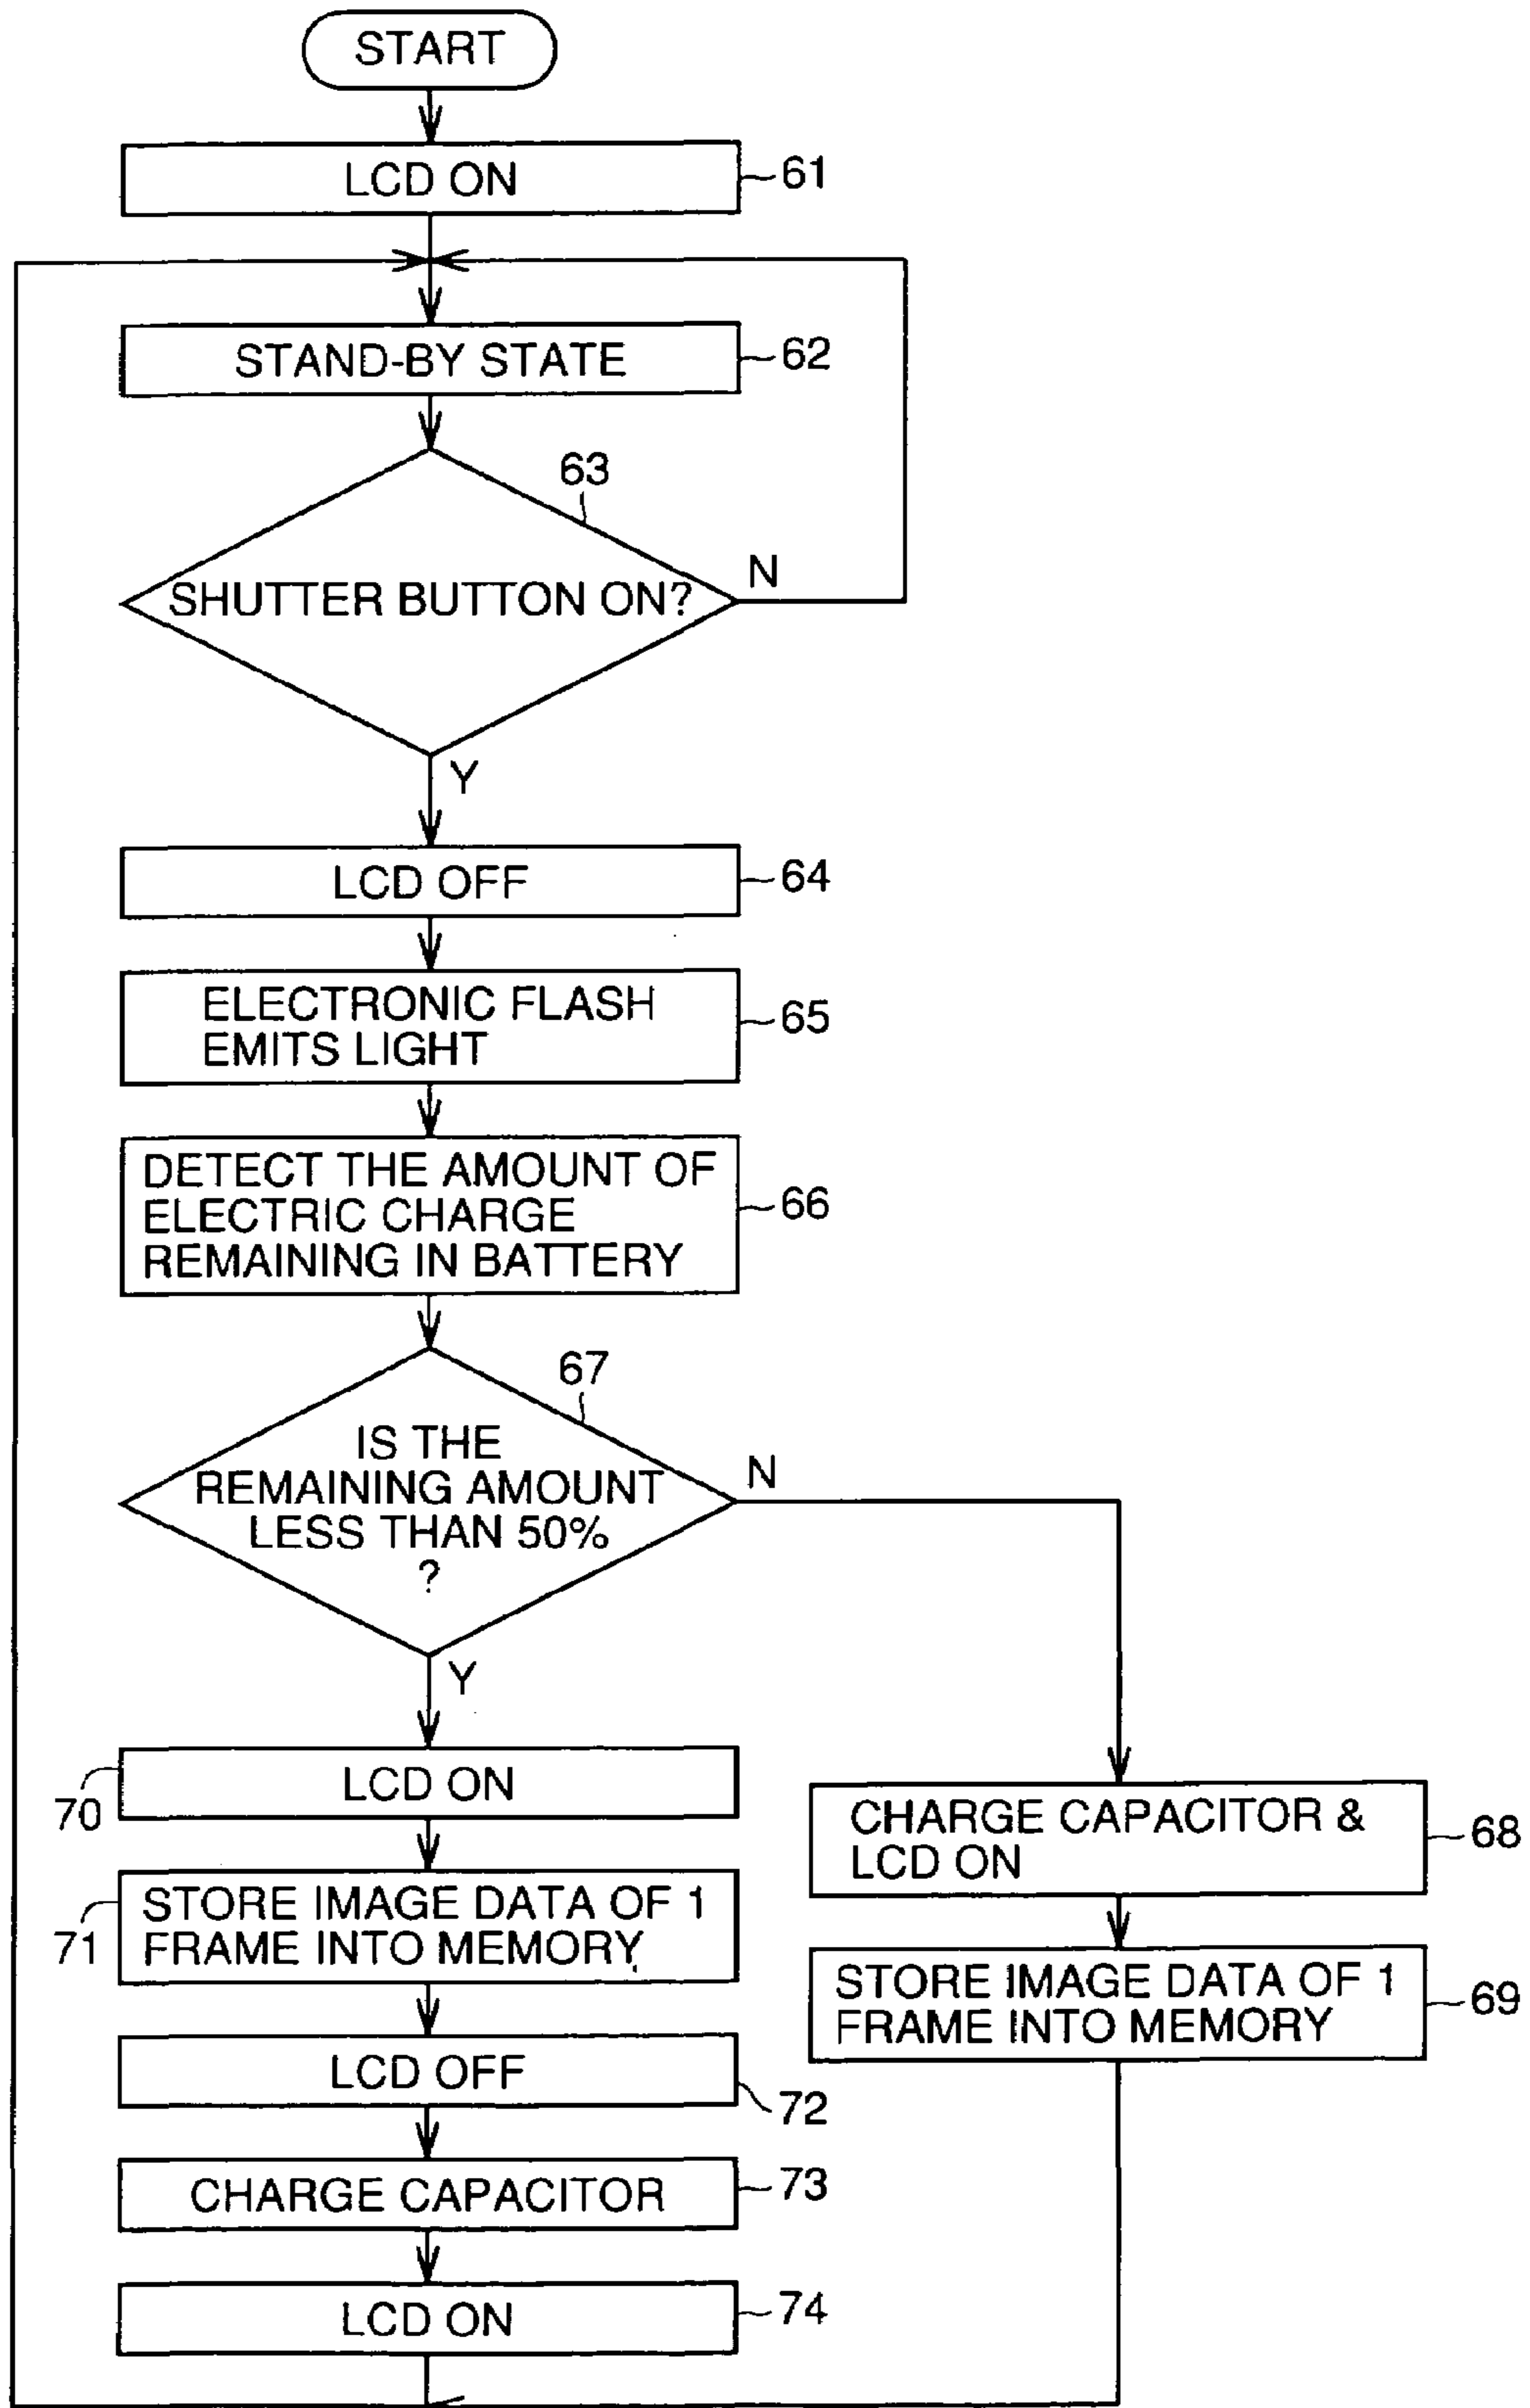 START
LCD ON
61
STAND-BY STATE
62
63
SHUTTER BUTTON ON?
N
Y
LCD OFF
64
ELECTRONIC FLASH
EMITS LIGHT
65
DETECT THE AMOUNT OF
ELECTRIC CHARGE
REMAINING IN BATTERY
66
67
IS THE
REMAINING AMOUNT
LESS THAN 50%
?
N
Y
LCD ON
70
CHARGE CAPACITOR &
LCD ON
68
STORE IMAGE DATA OF 1
FRAME INTO MEMORY
71
STORE IMAGE DATA OF 1
FRAME INTO MEMORY
69
LCD OFF
72
CHARGE CAPACITOR
73
LCD ON
74